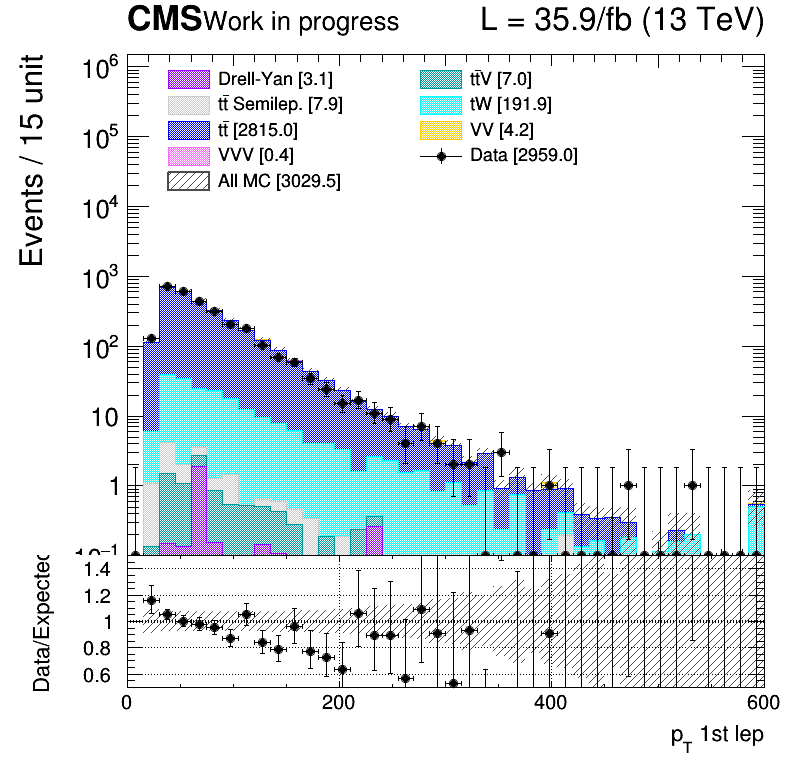 CMS Work in progress L = 35.9/fb (13 TeV)
Events / 15 unit
10⁶
10⁵
10⁴
10³
10²
10
1
10⁻¹
Drell-Yan [3.1] tt̄V [7.0]
tt̄ Semilep. [7.9] tW [191.9]
tt̄ [2815.0] VV [4.2]
VVV [0.4] Data [2959.0]
All MC [3029.5]
Data/Expected
1.4
1.2
1
0.8
0.6
0 200 400 600
p_T 1st lep